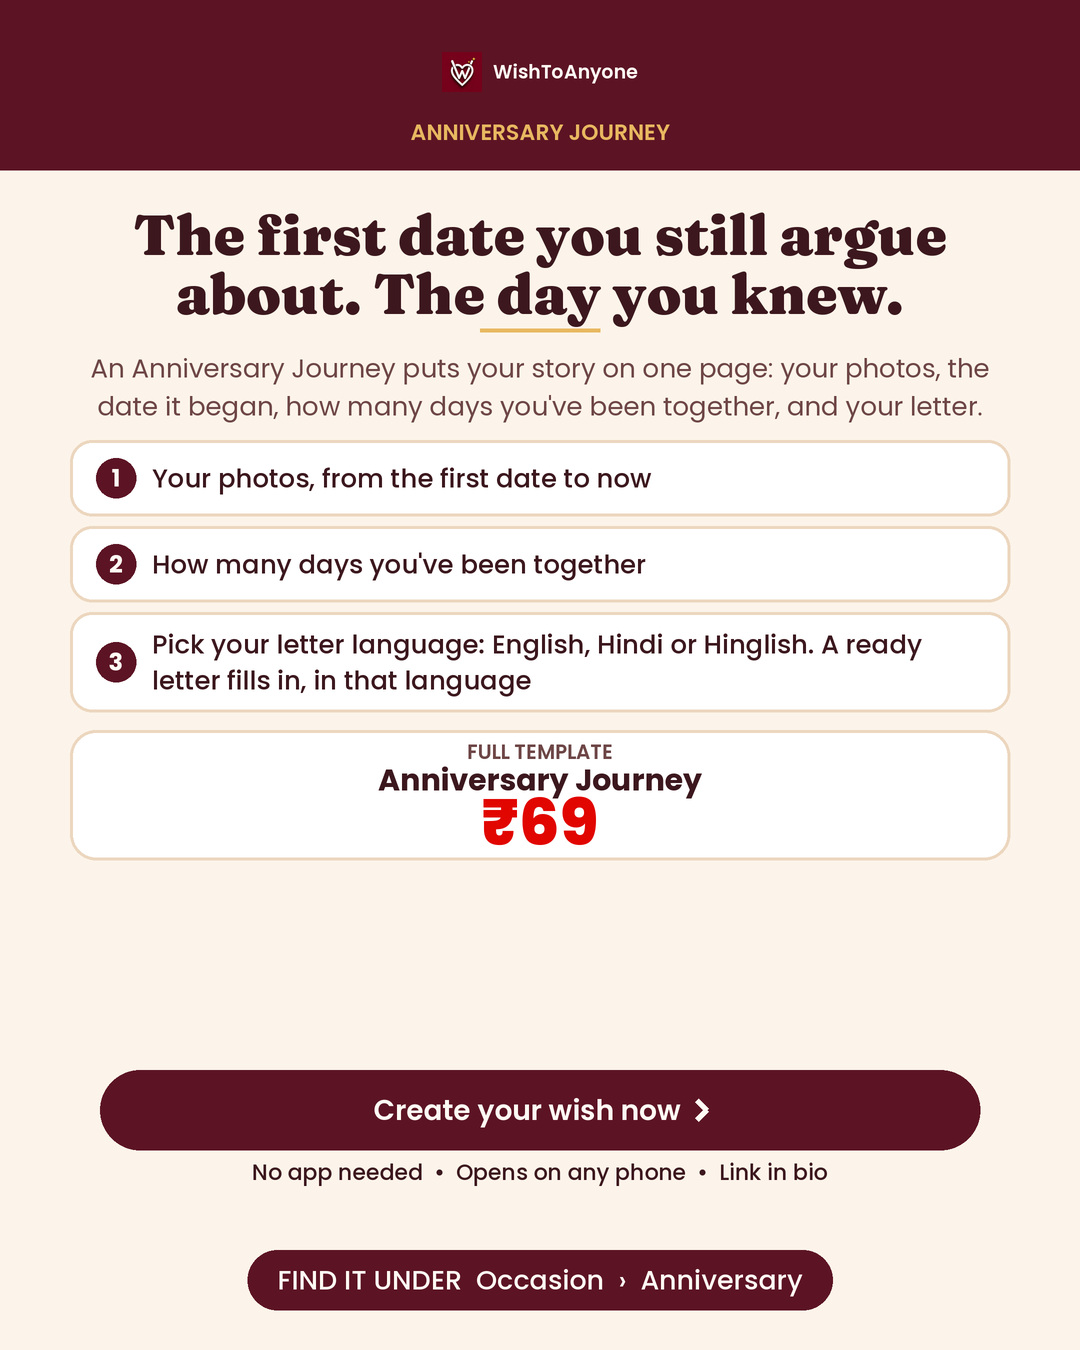 WishToAnyone
ANNIVERSARY JOURNEY
The first date you still argue
about. The day you knew.
An Anniversary Journey puts your story on one page: your photos, the
date it began, how many days you've been together, and your letter.
1 Your photos, from the first date to now
2 How many days you've been together
3 Pick your letter language: English, Hindi or Hinglish. A ready
letter fills in, in that language
FULL TEMPLATE
Anniversary Journey
₹69
Create your wish now ›
No app needed • Opens on any phone • Link in bio
FIND IT UNDER Occasion › Anniversary